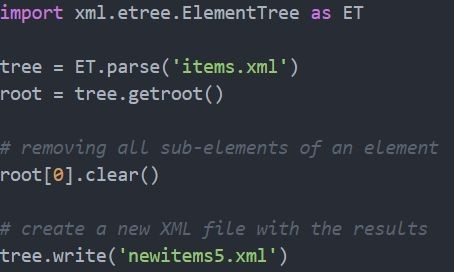 import xml.etree.ElementTree as ET
tree = ET.parse('items.xml')
root = tree.getroot()
# removing all sub-elements of an element
root[0].clear()
# create a new XML file with the results
tree.write('newitems5.xml')